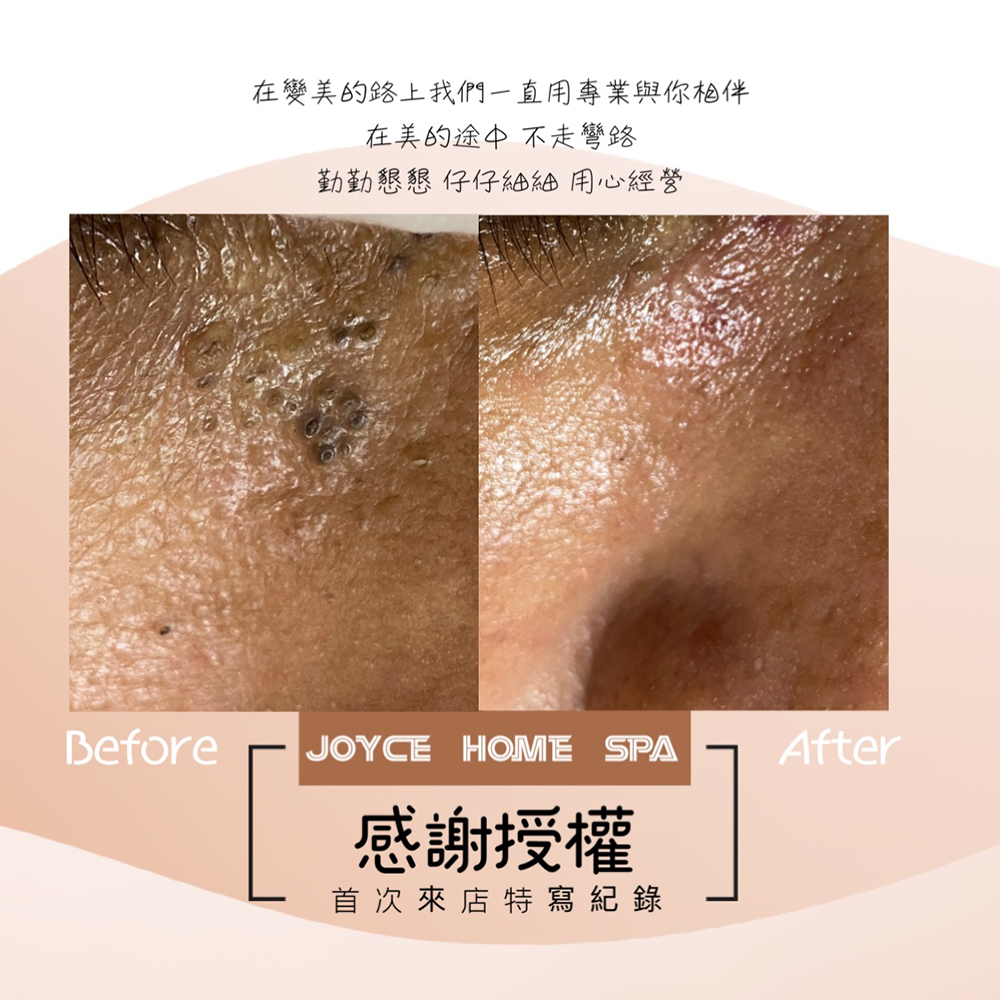 在變美的路上我們一直用專業與你相伴
在美的途中 不走彎路
勤勤懇懇 仔仔細細 用心經營
Before
JOYCE HOME SPA
After
感謝授權
首次來店特寫紀錄